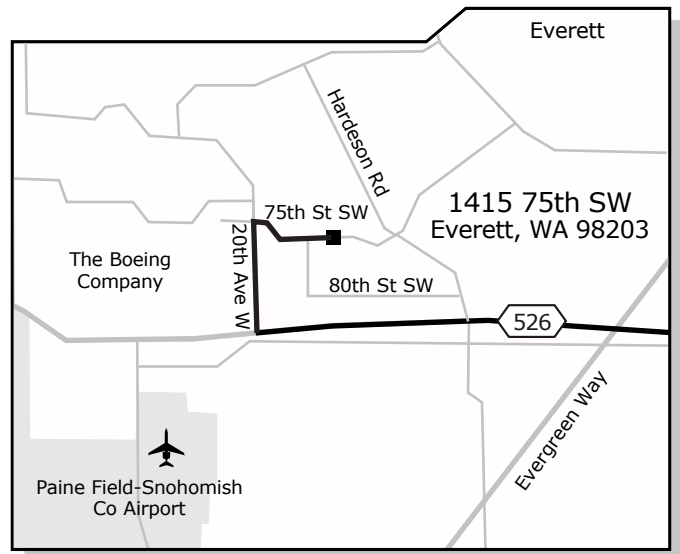 Everett
Hardeson Rd
1415 75th SW
Everett, WA 98203
75th St SW
20th Ave W
The Boeing
Company
80th St SW
526
Evergreen Way
Paine Field-Snohomish
Co Airport